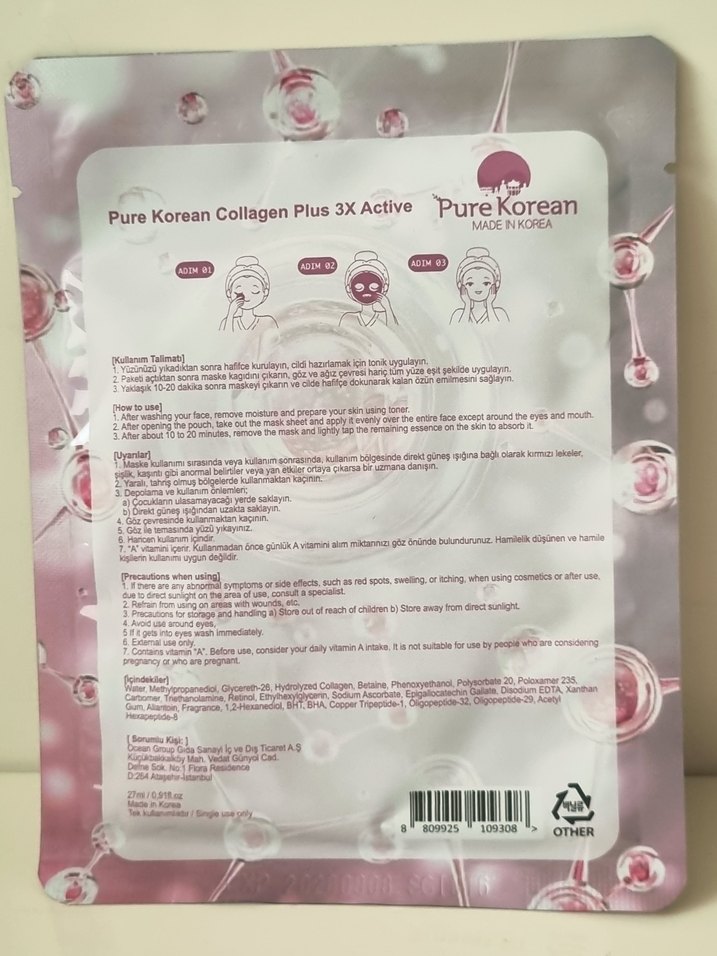 Pure Korean Collagen Plus 3X Active
Pure Korean
MADE IN KOREA
ADIM 01
ADIM 02
ADIM 03
[Kullanım Talimatı]
1. Yüzünüzü yıkadıktan sonra hafifçe kurulayın, cildi hazırlamak için tonik uygulayın.
2. Paketi açtıktan sonra maske kağıdını çıkarın, göz ve ağız çevresi hariç tüm yüze eşit şekilde uygulayın.
3. Yaklaşık 10-20 dakika sonra maskeyi çıkarın ve cilde hafifçe dokunarak kalan özün emilmesini sağlayın.
[How to use]
1. After washing your face, remove moisture and prepare your skin using toner.
2. After opening the pouch, take out the mask sheet and apply it evenly over the entire face except around the eyes and mouth.
3. After about 10 to 20 minutes, remove the mask and lightly tap the remaining essence on the skin to absorb it.
[Uyarılar]
1. Maske kullanımı sırasında veya kullanım sonrasında, kullanım bölgesinde direkt güneş ışığına bağlı olarak kırmızı lekeler,
şişlik, kaşıntı gibi anormal belirtiler veya yan etkiler ortaya çıkarsa bir uzmana danışın.
2. Yaralı, tahriş olmuş bölgelerde kullanmaktan kaçının.
3. Depolama ve kullanım önlemleri;
a) Çocukların ulaşamayacağı yerde saklayın.
b) Direkt güneş ışığından uzakta saklayın.
4. Göz çevresinde kullanmaktan kaçının.
5. Göz ile temasında yüzü yıkayınız.
6. Haricen kullanım içindir.
7. "A" vitamini içerir. Kullanmadan önce günlük A vitamini alım miktarınızı göz önünde bulundurunuz. Hamilelik düşünen ve hamile
kişilerin kullanımı uygun değildir.
[Precautions when using]
1. If there are any abnormal symptoms or side effects, such as red spots, swelling, or itching, when using cosmetics or after use,
due to direct sunlight on the area of use, consult a specialist.
2. Refrain from using on areas with wounds, etc.
3. Precautions for storage and handling a) Store out of reach of children b) Store away from direct sunlight.
4. Avoid use around eyes,
5 If it gets into eyes wash immediately.
6. External use only.
7. Contains vitamin "A". Before use, consider your daily vitamin A intake. It is not suitable for use by people who are considering
pregnancy or who are pregnant.
[İçindekiler]
Water, Methylpropanediol, Glycereth-26, Hydrolyzed Collagen, Betaine, Phenoxyethanol, Polysorbate 20, Poloxamer 235,
Carbomer, Triethanolamine, Retinol, Ethylhexylglycerin, Sodium Ascorbate, Epigallocatechin Gallate, Disodium EDTA, Xanthan
Gum, Allantoin, Fragrance, 1,2-Hexanediol, BHT, BHA, Copper Tripeptide-1, Oligopeptide-32, Oligopeptide-29, Acetyl
Hexapeptide-8
[ Sorumlu Kişi: ]
Ocean Group Gıda Sanayi İç ve Dış Ticaret A.Ş
Küçükbakkalköy Mah. Vedat Günyol Cad.
Defne Sok. No:1 Flora Residence
D:264 Ataşehir-İstanbul
27ml / 0.91fl.oz
Made in Korea
Tek kullanımlıktır / Single use only
8 809925 109308 >
OTHER